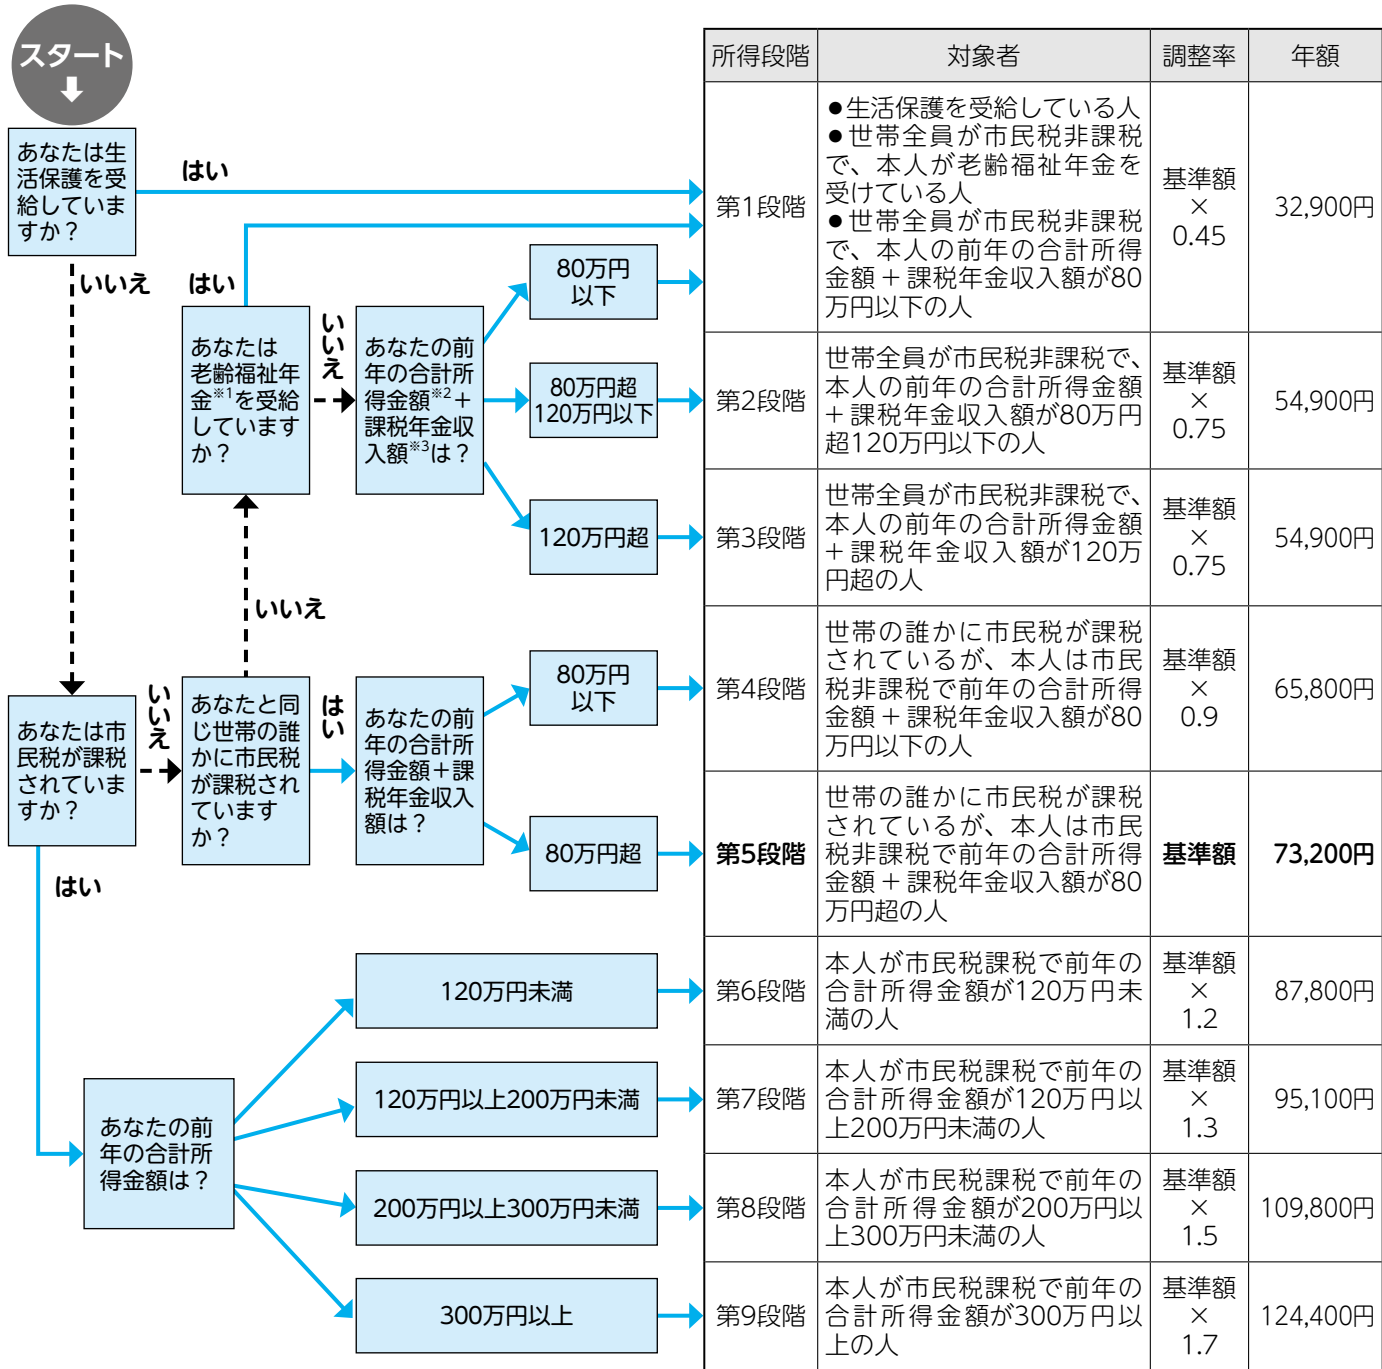 スタート
あなたは生
活保護を受
給していま
すか？
はい
いいえ
はい
あなたは
老齢福祉年
金※1を受給
しています
か？
いいえ
あなたの前
年の合計所
得金額※2＋
課税年金収
入額※3は？
80万円
以下
80万円超
120万円以下
120万円超
いいえ
あなたは市
民税が課税
されていま
すか？
いいえ
あなたと同
じ世帯の誰
かに市民税
が課税され
ています
か？
はい
あなたの前
年の合計所
得金額＋課
税年金収入
額は？
80万円
以下
80万円超
はい
あなたの前
年の合計所
得金額は？
120万円未満
120万円以上200万円未満
200万円以上300万円未満
300万円以上
所得段階 対象者 調整率 年額
第1段階
●生活保護を受給している人
●世帯全員が市民税非課税
で、本人が老齢福祉年金を
受けている人
●世帯全員が市民税非課税
で、本人の前年の合計所得
金額＋課税年金収入額が80
万円以下の人
基準額
×
0.45
32,900円
第2段階
世帯全員が市民税非課税で、
本人の前年の合計所得金額
＋課税年金収入額が80万円
超120万円以下の人
基準額
×
0.75
54,900円
第3段階
世帯全員が市民税非課税で、
本人の前年の合計所得金額
＋課税年金収入額が120万
円超の人
基準額
×
0.75
54,900円
第4段階
世帯の誰かに市民税が課税
されているが、本人は市民
税非課税で前年の合計所得
金額＋課税年金収入額が80
万円以下の人
基準額
×
0.9
65,800円
第5段階
世帯の誰かに市民税が課税
されているが、本人は市民
税非課税で前年の合計所得
金額＋課税年金収入額が80
万円超の人
基準額
73,200円
第6段階
本人が市民税課税で前年の
合計所得金額が120万円未
満の人
基準額
×
1.2
87,800円
第7段階
本人が市民税課税で前年の
合計所得金額が120万円以
上200万円未満の人
基準額
×
1.3
95,100円
第8段階
本人が市民税課税で前年の
合計所得金額が200万円以
上300万円未満の人
基準額
×
1.5
109,800円
第9段階
本人が市民税課税で前年の
合計所得金額が300万円以
上の人
基準額
×
1.7
124,400円